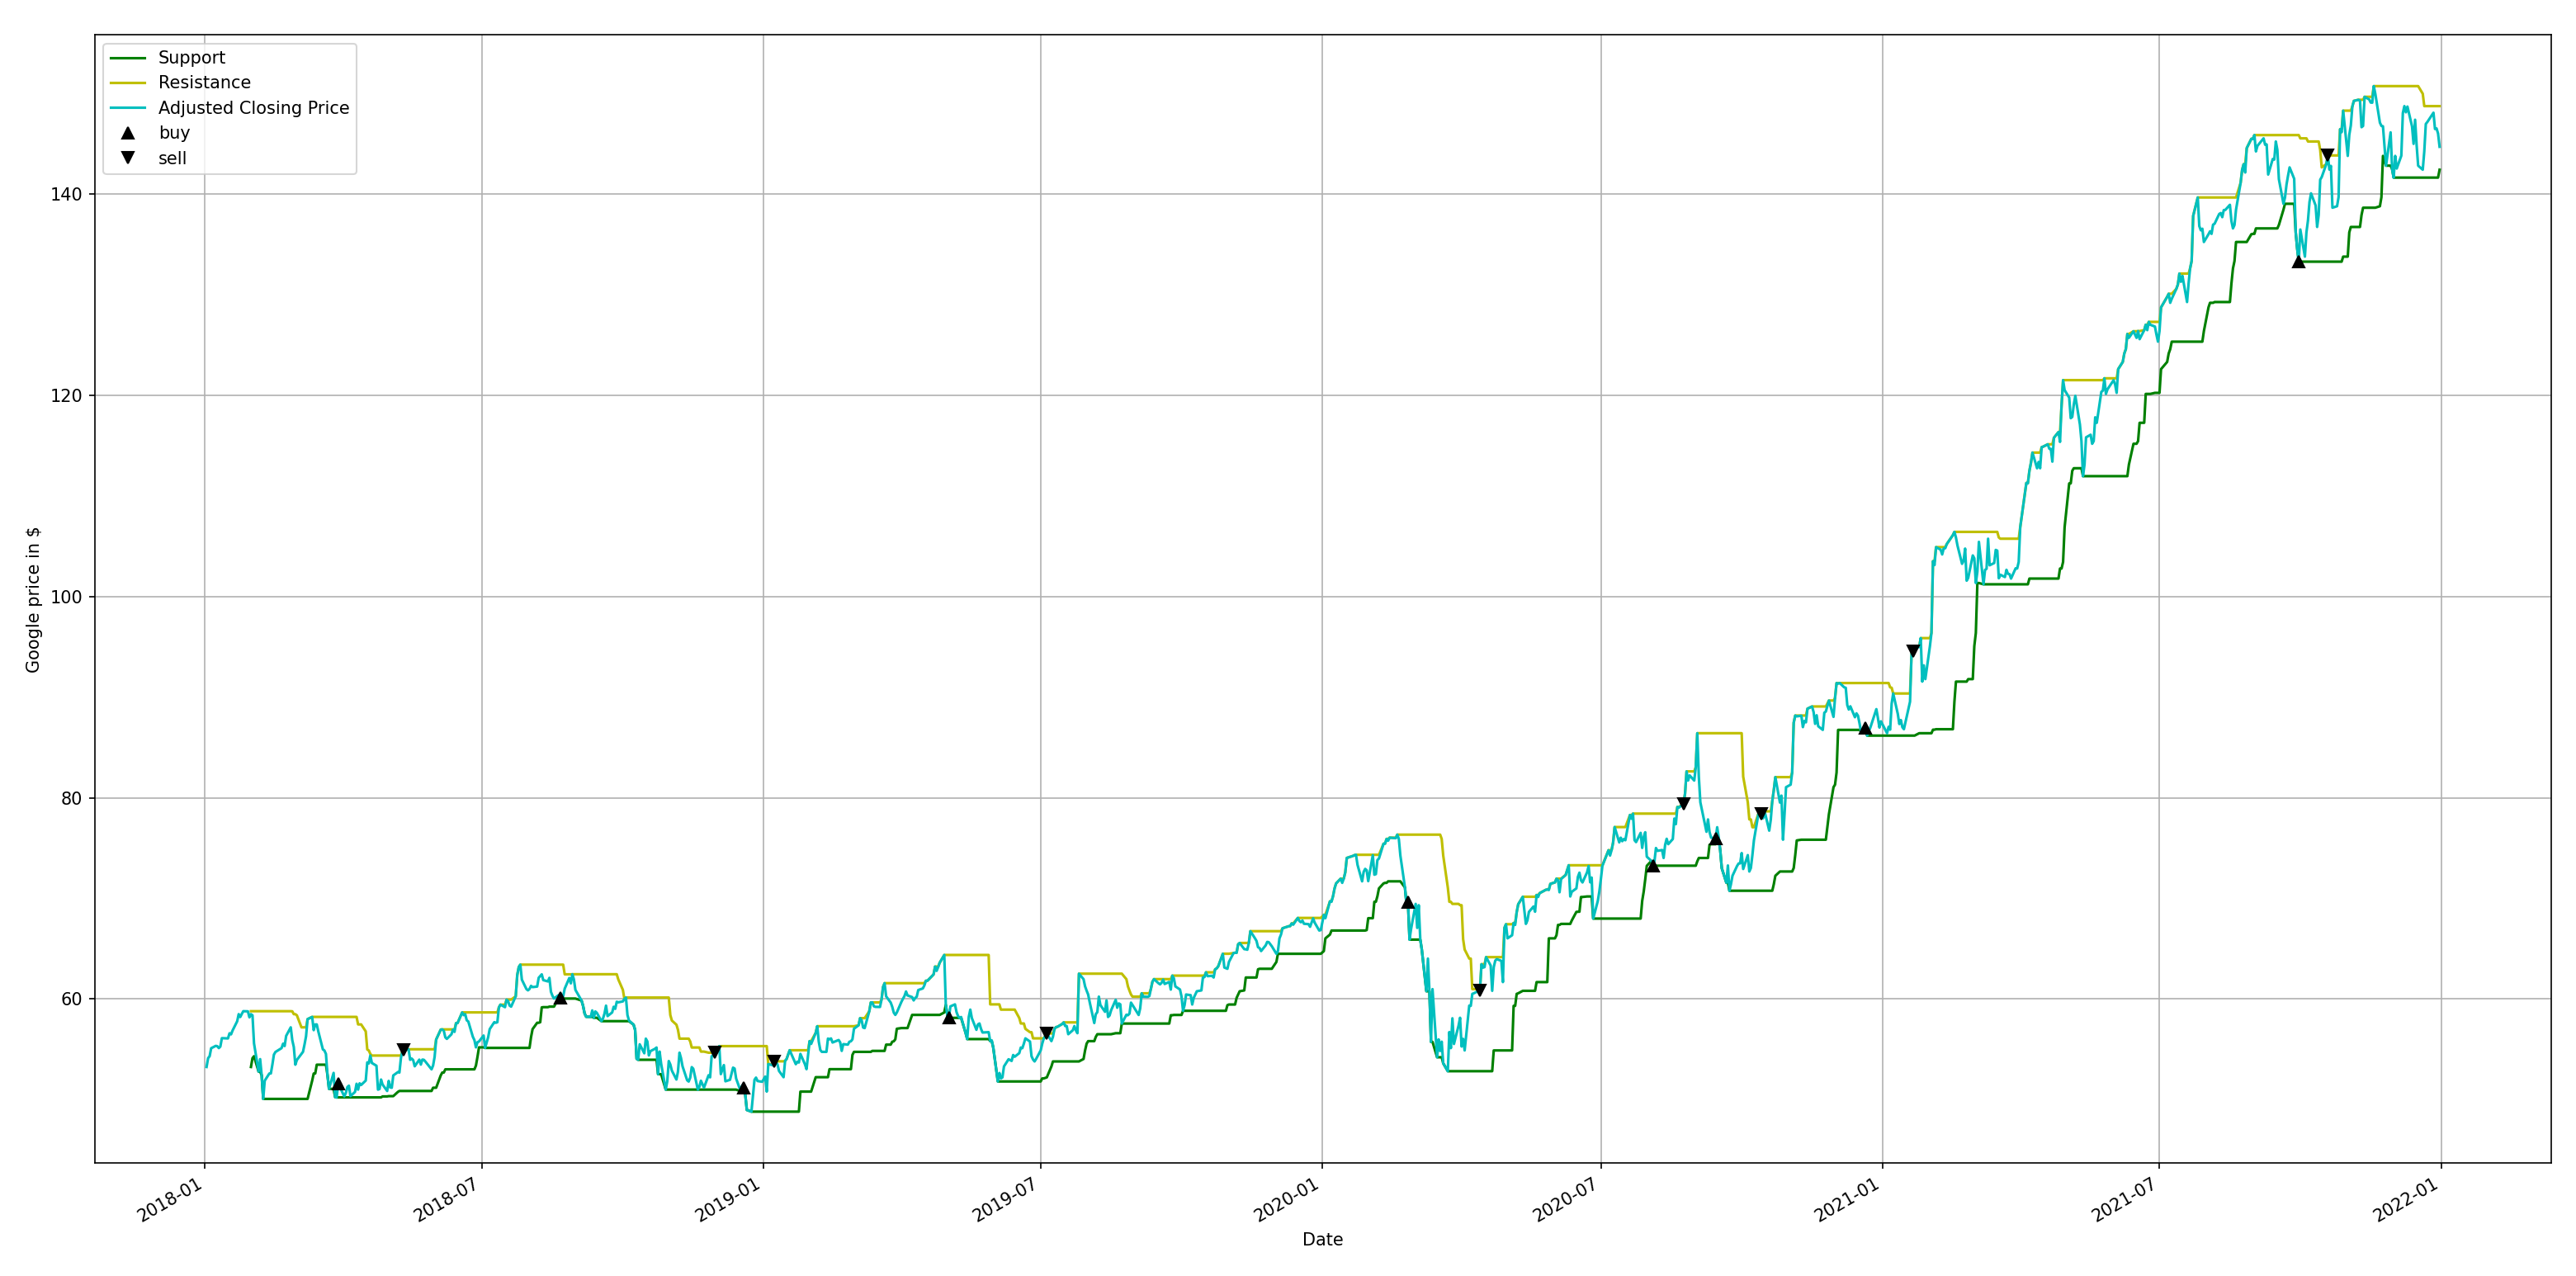 Support
Resistance
Adjusted Closing Price
buy
sell
140
120
100
80
60
Google price in $
2018-01
2018-07
2019-01
2019-07
2020-01
2020-07
2021-01
2021-07
2022-01
Date